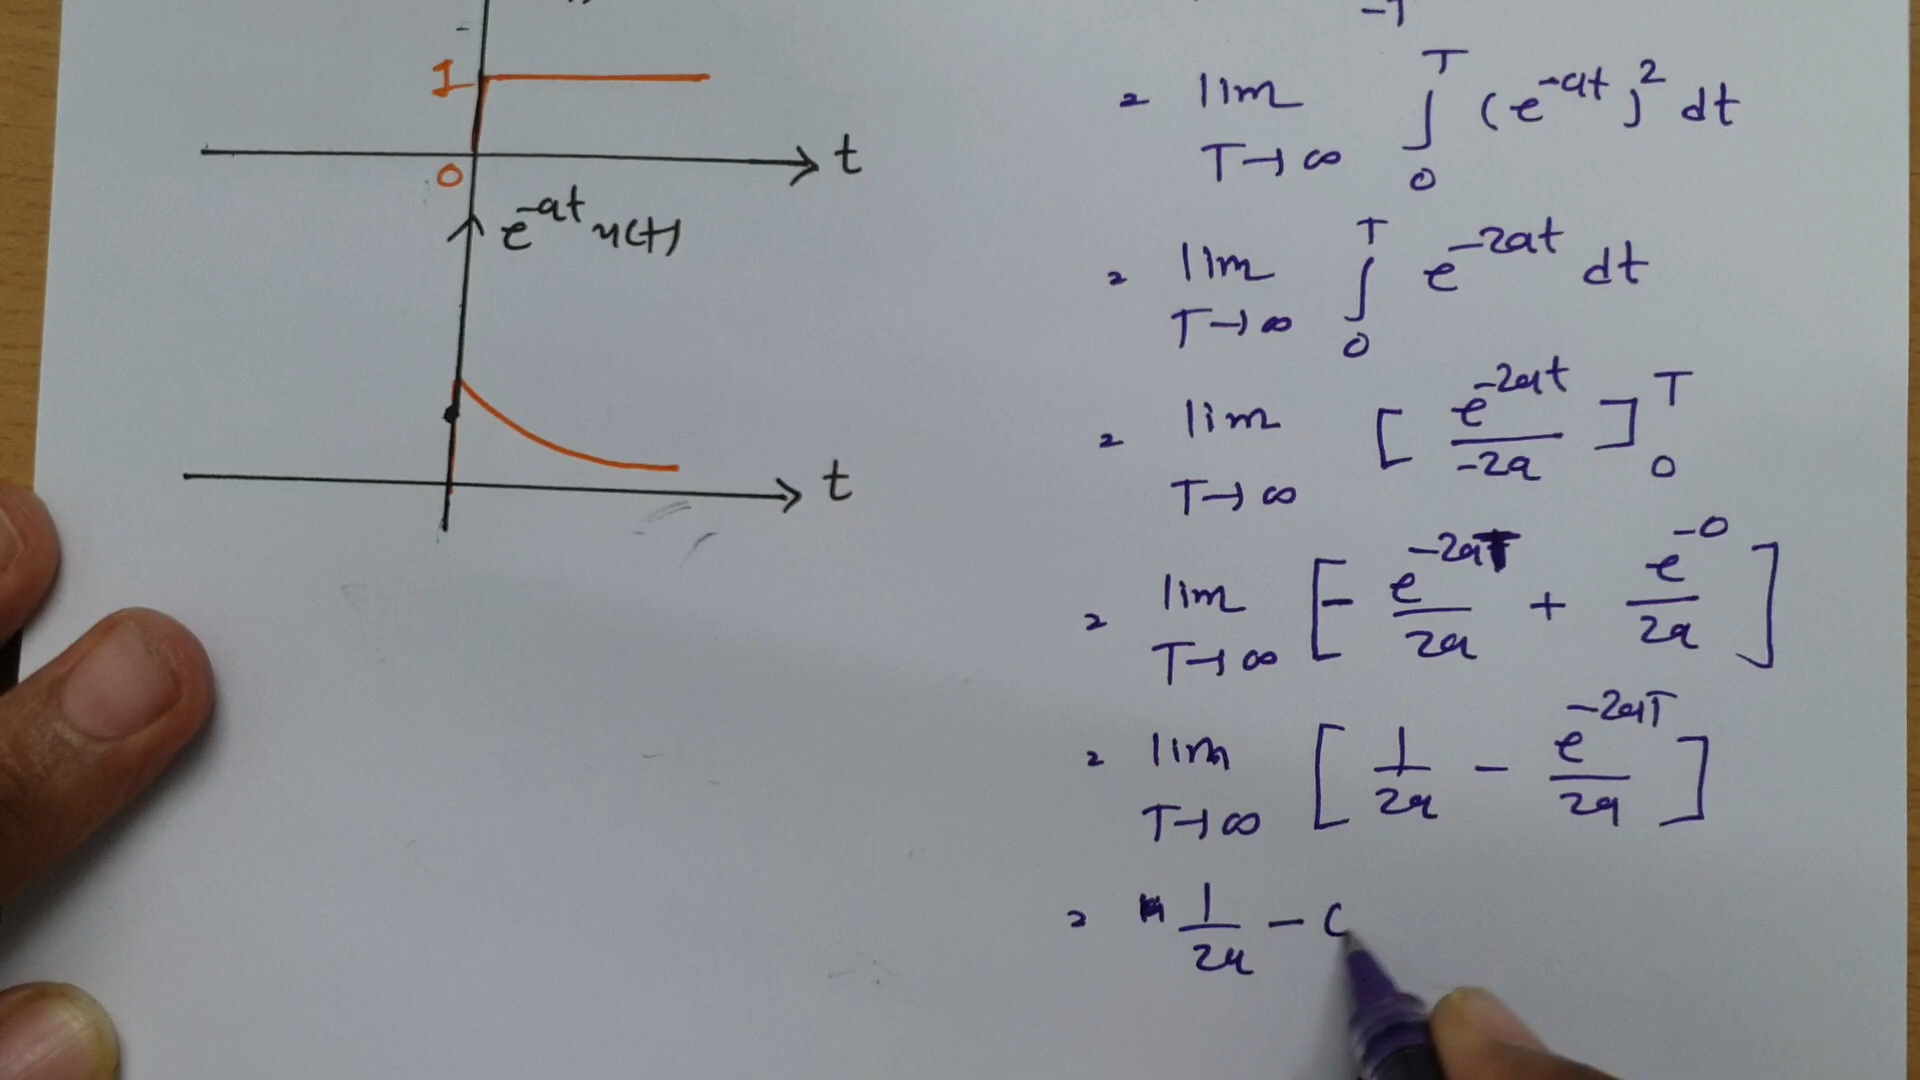 1
t
0
e^{-at} u(t)
t
-T
= lim T→∞ ∫_0^T (e^{-at})^2 dt
= lim T→∞ ∫_0^T e^{-2at} dt
= lim T→∞ [ e^{-2at} / -2a ]_0^T
= lim T→∞ [ - e^{-2aT} / 2a + e^{-0} / 2a ]
= lim T→∞ [ 1 / 2a - e^{-2aT} / 2a ]
= 1 / 2a -